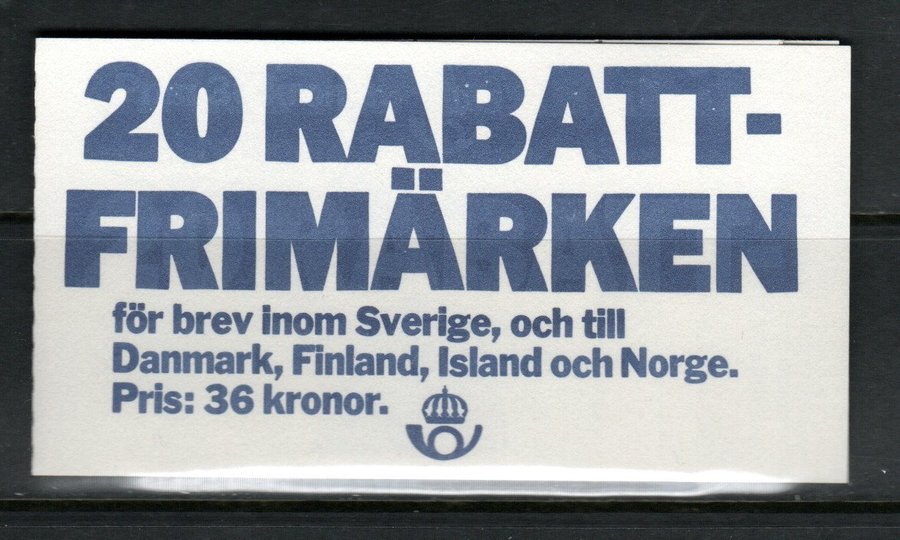 20 RABATT-
FRIMÄRKEN
för brev inom Sverige, och till
Danmark, Finland, Island och Norge.
Pris: 36 kronor.